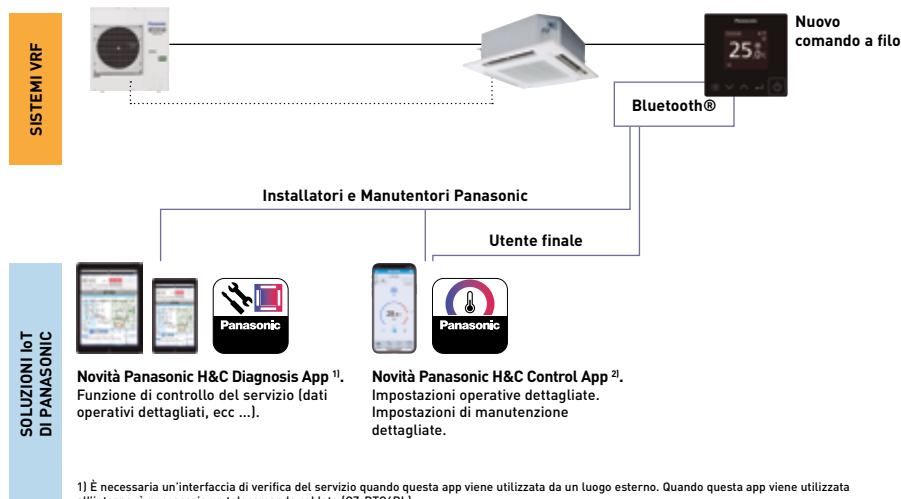 SISTEMI VRF
Panasonic
25
Nuovo
comando a filo
Bluetooth®
Installatori e Manutentori Panasonic
Utente finale
SOLUZIONI IoT
DI PANASONIC
Panasonic
Panasonic
Novità Panasonic H&C Diagnosis App ¹⁾.
Funzione di controllo del servizio (dati
operativi dettagliati, ecc ...).
Novità Panasonic H&C Control App ²⁾.
Impostazioni operative dettagliate.
Impostazioni di manutenzione
dettagliate.
1) È necessaria un'interfaccia di verifica del servizio quando questa app viene utilizzata da un luogo esterno. Quando questa app viene utilizzata